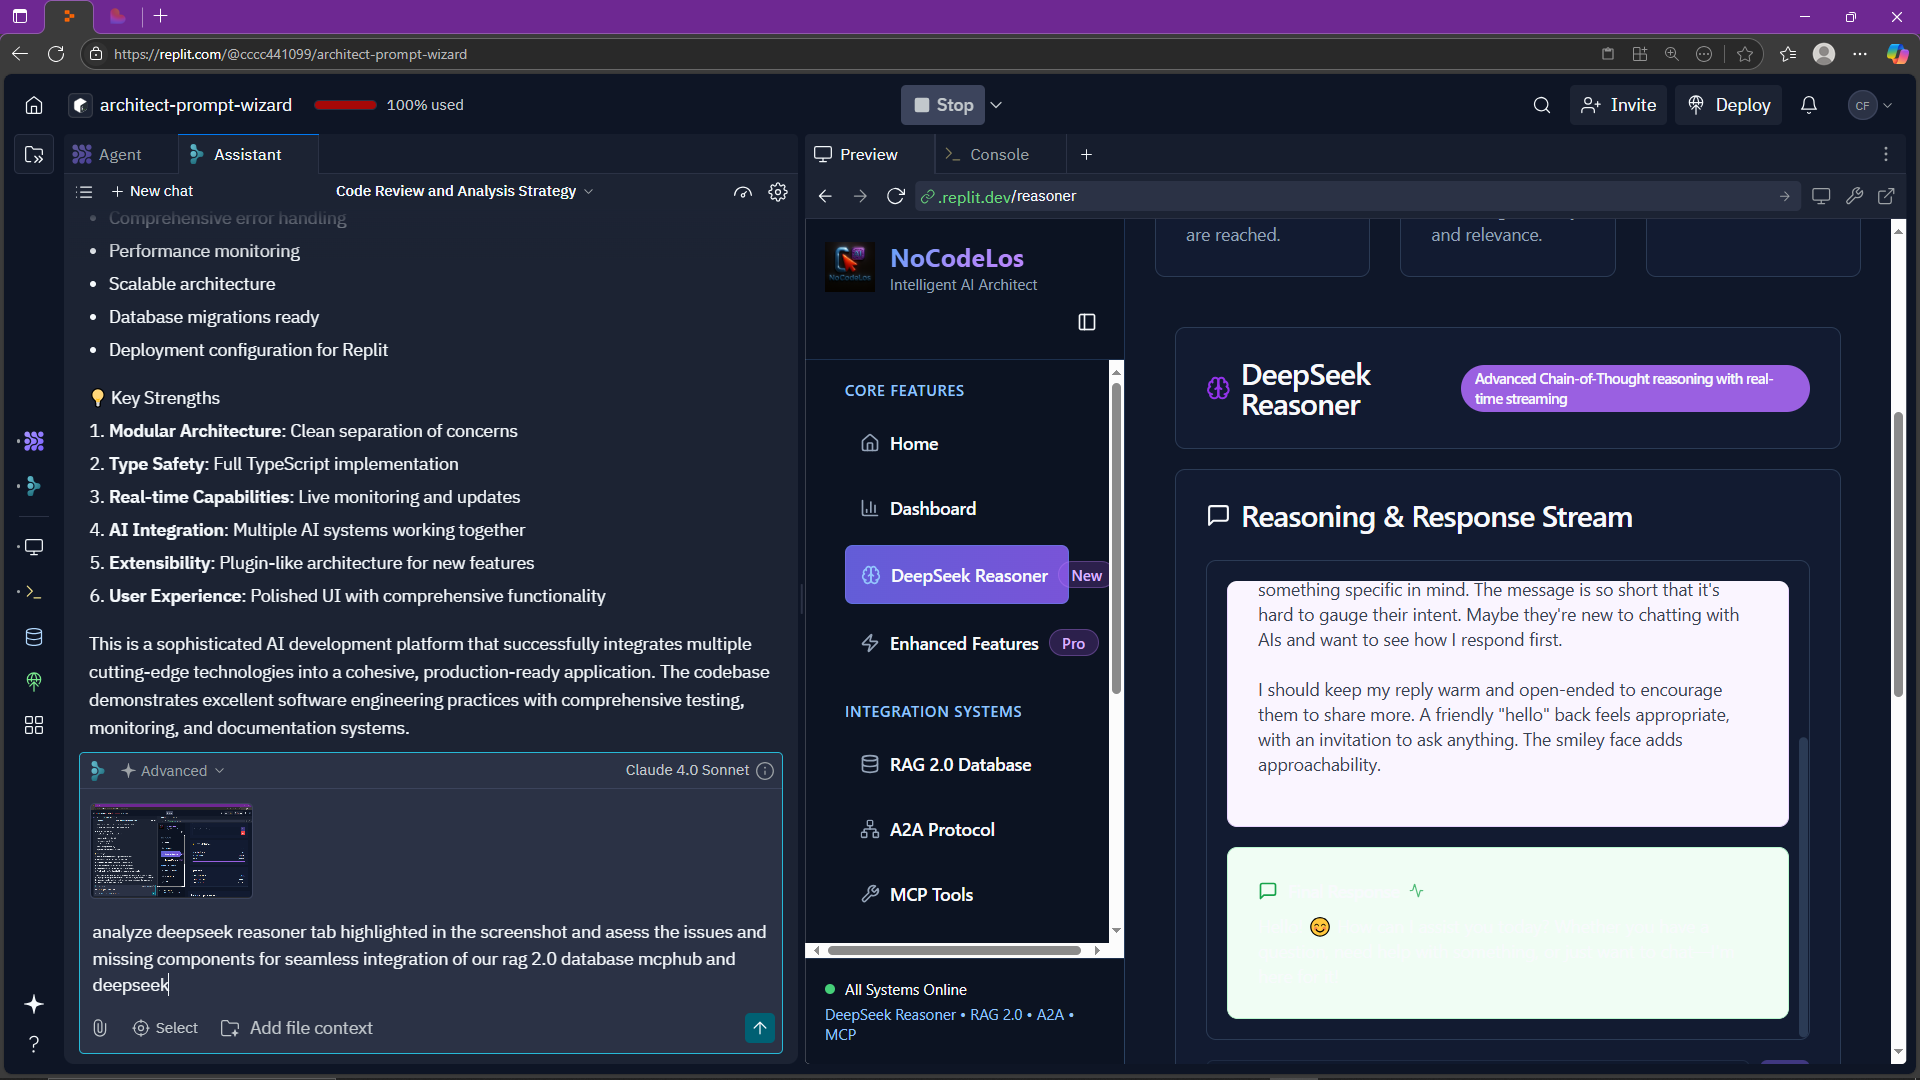 https://replit.com/@cccc441099/architect-prompt-wizard
architect-prompt-wizard
100% used
Stop
Invite
Deploy
CF
Agent
Assistant
New chat
Code Review and Analysis Strategy
• Comprehensive error handling
• Performance monitoring
• Scalable architecture
• Database migrations ready
• Deployment configuration for Replit
💡 Key Strengths
1. Modular Architecture: Clean separation of concerns
2. Type Safety: Full TypeScript implementation
3. Real-time Capabilities: Live monitoring and updates
4. AI Integration: Multiple AI systems working together
5. Extensibility: Plugin-like architecture for new features
6. User Experience: Polished UI with comprehensive functionality
This is a sophisticated AI development platform that successfully integrates multiple
cutting-edge technologies into a cohesive, production-ready application. The codebase
demonstrates excellent software engineering practices with comprehensive testing,
monitoring, and documentation systems.
Advanced
Claude 4.0 Sonnet
analyze deepseek reasoner tab highlighted in the screenshot and asess the issues and
missing components for seamless integration of our rag 2.0 database mcphub and
deepseek
Select
Add file context
Preview
Console
.replit.dev/reasoner
NoCodeLos
NoCodeLos
Intelligent AI Architect
CORE FEATURES
Home
Dashboard
DeepSeek Reasoner
New
Enhanced Features
Pro
INTEGRATION SYSTEMS
RAG 2.0 Database
A2A Protocol
MCP Tools
All Systems Online
DeepSeek Reasoner • RAG 2.0 • A2A •
MCP
are reached.
and relevance.
DeepSeek
Reasoner
Advanced Chain-of-Thought reasoning with real-
time streaming
Reasoning & Response Stream
something specific in mind. The message is so short that it's
hard to gauge their intent. Maybe they're new to chatting with
AIs and want to see how I respond first.
I should keep my reply warm and open-ended to encourage
them to share more. A friendly "hello" back feels appropriate,
with an invitation to ask anything. The smiley face adds
approachability.
😊